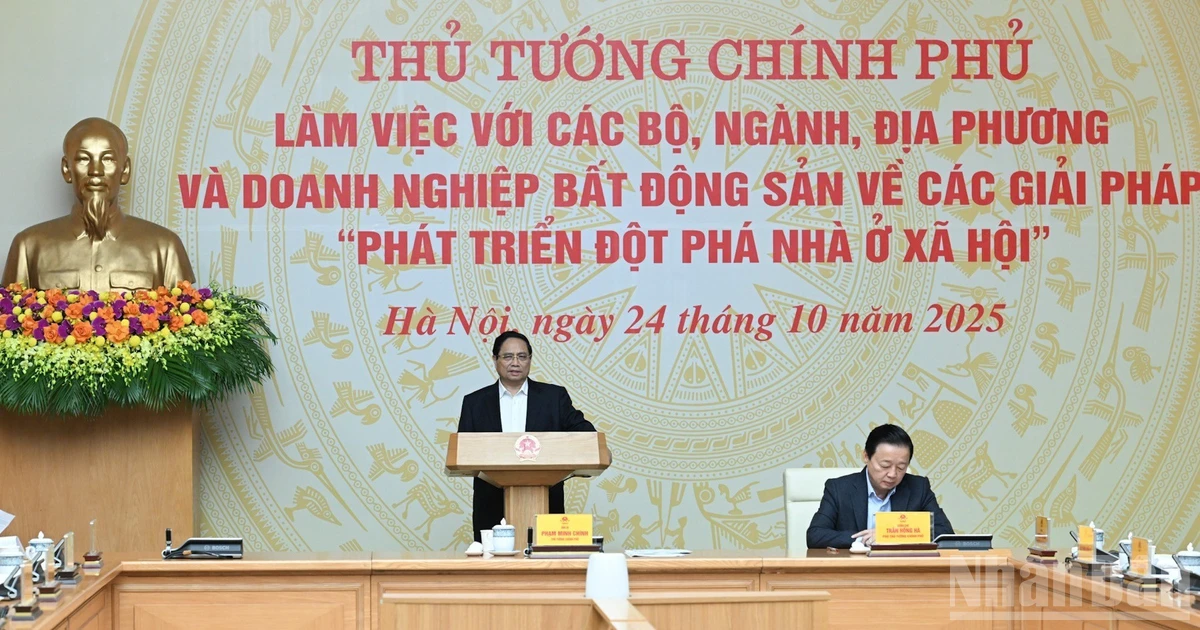 THỦ TƯỚNG CHÍNH PHỦ
LÀM VIỆC VỚI CÁC BỘ, NGÀNH, ĐỊA PHƯƠNG
VÀ DOANH NGHIỆP BẤT ĐỘNG SẢN VỀ CÁC GIẢI PHÁP
“PHÁT TRIỂN ĐỘT PHÁ NHÀ Ở XÃ HỘI”
Hà Nội, ngày 24 tháng 10 năm 2025
PHẠM MINH CHÍNH
TRẦN HỒNG HÀ
NhanDan